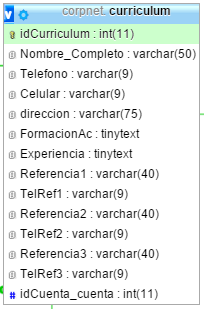 v corpnet. curriculum
idCurriculum : int(11)
Nombre_Completo : varchar(50)
Telefono : varchar(9)
Celular : varchar(9)
direccion : varchar(75)
FormacionAc : tinytext
Experiencia : tinytext
Referencia1 : varchar(40)
TelRef1 : varchar(9)
Referencia2 : varchar(40)
TelRef2 : varchar(9)
Referencia3 : varchar(40)
TelRef3 : varchar(9)
# idCuenta_cuenta : int(11)